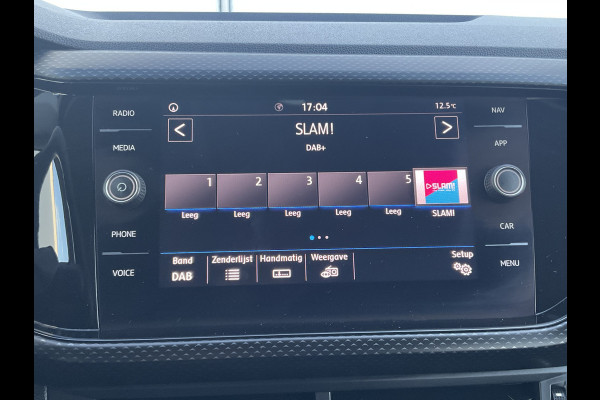 RADIO
MEDIA
PHONE
VOICE
17:04
12.5°C
SLAM!
DAB+
1 2 3 4 5
SLAM!
Leeg Leeg Leeg Leeg Leeg SLAM!
Band Zenderlijst Handmatig Weergave Setup
DAB
NAV
APP
CAR
MENU